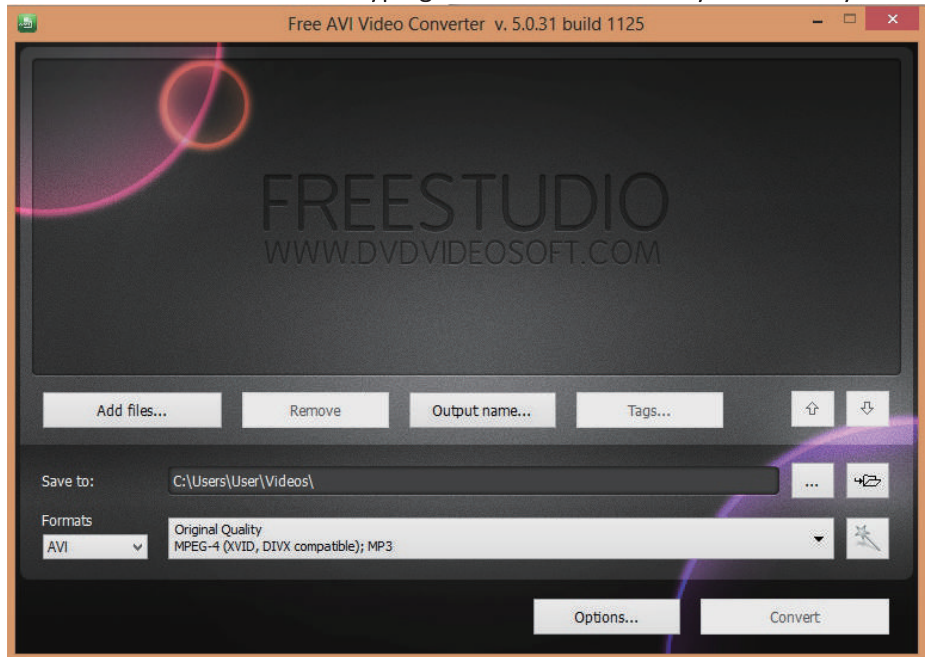 Free AVI Video Converter v. 5.0.31 build 1125
FREESTUDIO
WWW.DVDVIDEOSOFT.COM
Add files...
Remove
Output name...
Tags...
Save to:
C:\Users\User\Videos\
...
Formats
AVI
Original Quality
MPEG-4 (XVID, DIVX compatible); MP3
Options...
Convert